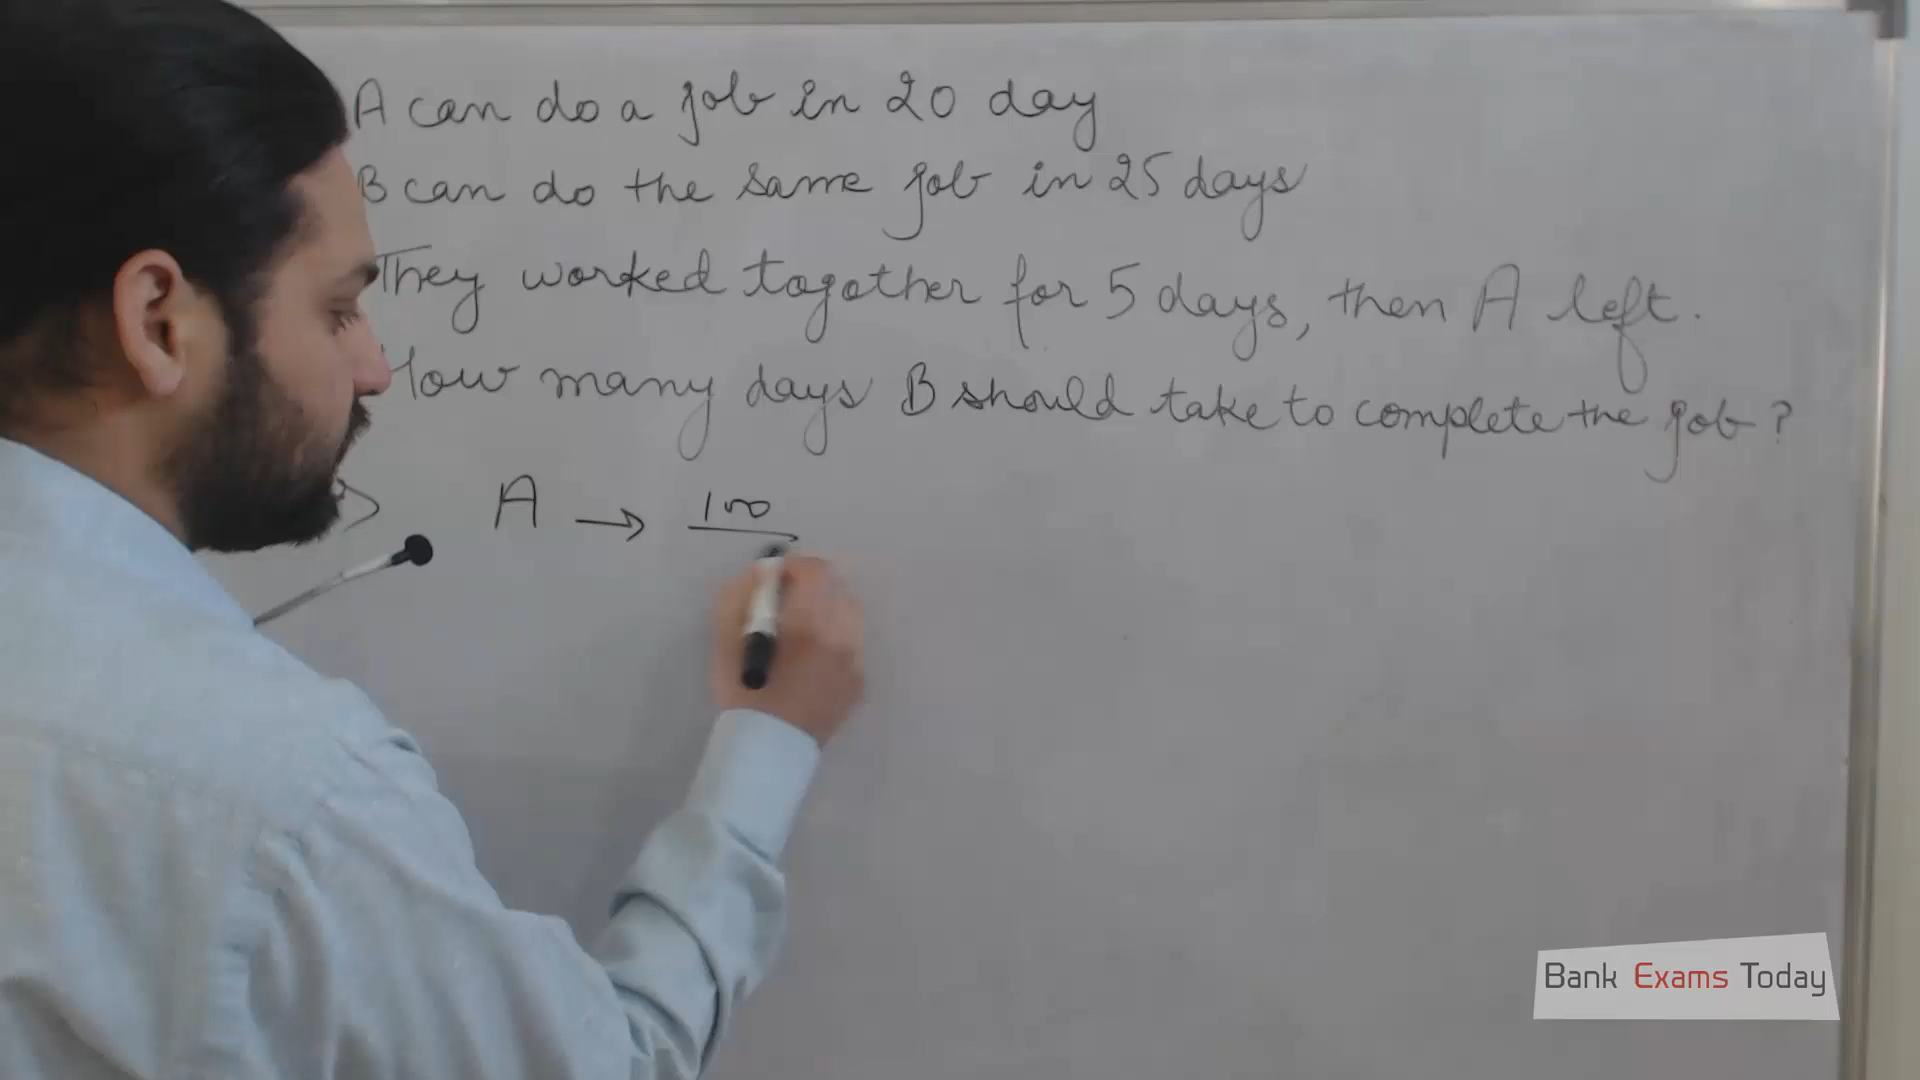 A can do a job in 20 day
B can do the same job in 25 days
They worked together for 5 days, then A left.
How many days B should take to complete the job?
A → 100
Bank Exams Today